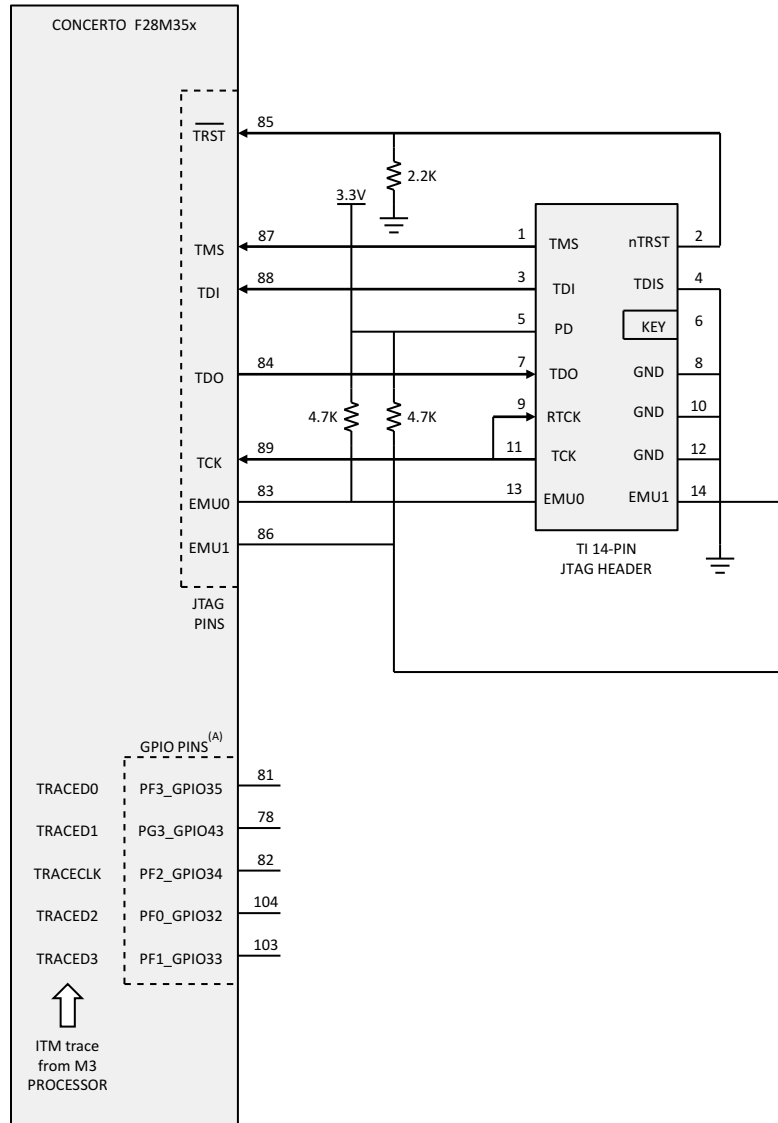 CONCERTO F28M35x
TRST
85
2.2K
3.3V
TMS
87
1
TMS
nTRST
2
TDI
88
3
TDI
TDIS
4
5
PD
KEY
6
TDO
84
7
TDO
GND
8
4.7K
4.7K
9
RTCK
GND
10
TCK
89
11
TCK
GND
12
EMU0
83
13
EMU0
EMU1
14
EMU1
86
TI 14-PIN
JTAG HEADER
JTAG
PINS
GPIO PINS(A)
TRACED0
PF3_GPIO35
81
TRACED1
PG3_GPIO43
78
TRACECLK
PF2_GPIO34
82
TRACED2
PF0_GPIO32
104
TRACED3
PF1_GPIO33
103
ITM trace
from M3
PROCESSOR